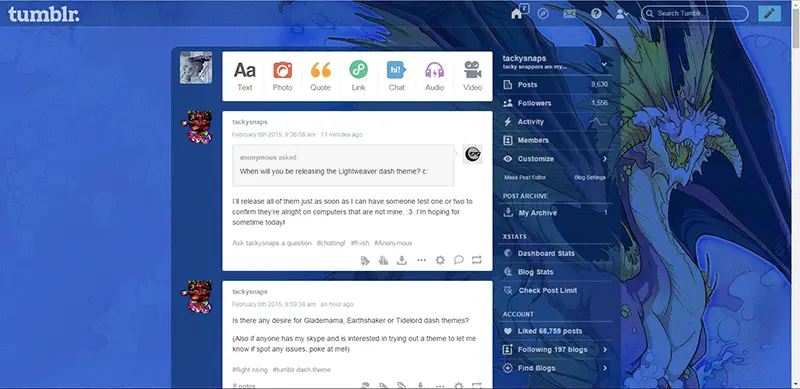 tumblr.
7
Search Tumblr
Aa
hi!
Text Photo Quote Link Chat Audio Video
tackysnaps
February 6th 2015, 9:38:08 am · 11 minutes ago
anonymous asked:
When will you be releasing the Lightweaver dash theme? c:
I'll release all of them just as soon as I can have someone test one or two to
confirm they're alright on computers that are not mine. :3 I'm hoping for
sometime today!
Ask tackysnaps a question #chatting! #fr-ish #Anonymous
tackysnaps
February 6th 2015, 8:59:38 am · an hour ago
Is there any desire for Glademama, Earthshaker or Tidelord dash themes?
(Also if anyone has my skype and is interested in trying out a theme to let me
know if spot any issues, poke at me!)
#flight rising #tumblr dash theme
8 notes
tackysnaps
tacky snappers are my...
Posts 9,630
Followers 1,556
Activity
Members
Customize
Mass Post Editor Blog Settings
POST ARCHIVE
My Archive 1
XSTATS
Dashboard Stats
Blog Stats
Check Post Limit
ACCOUNT
Liked 68,759 posts
Following 197 blogs
Find Blogs